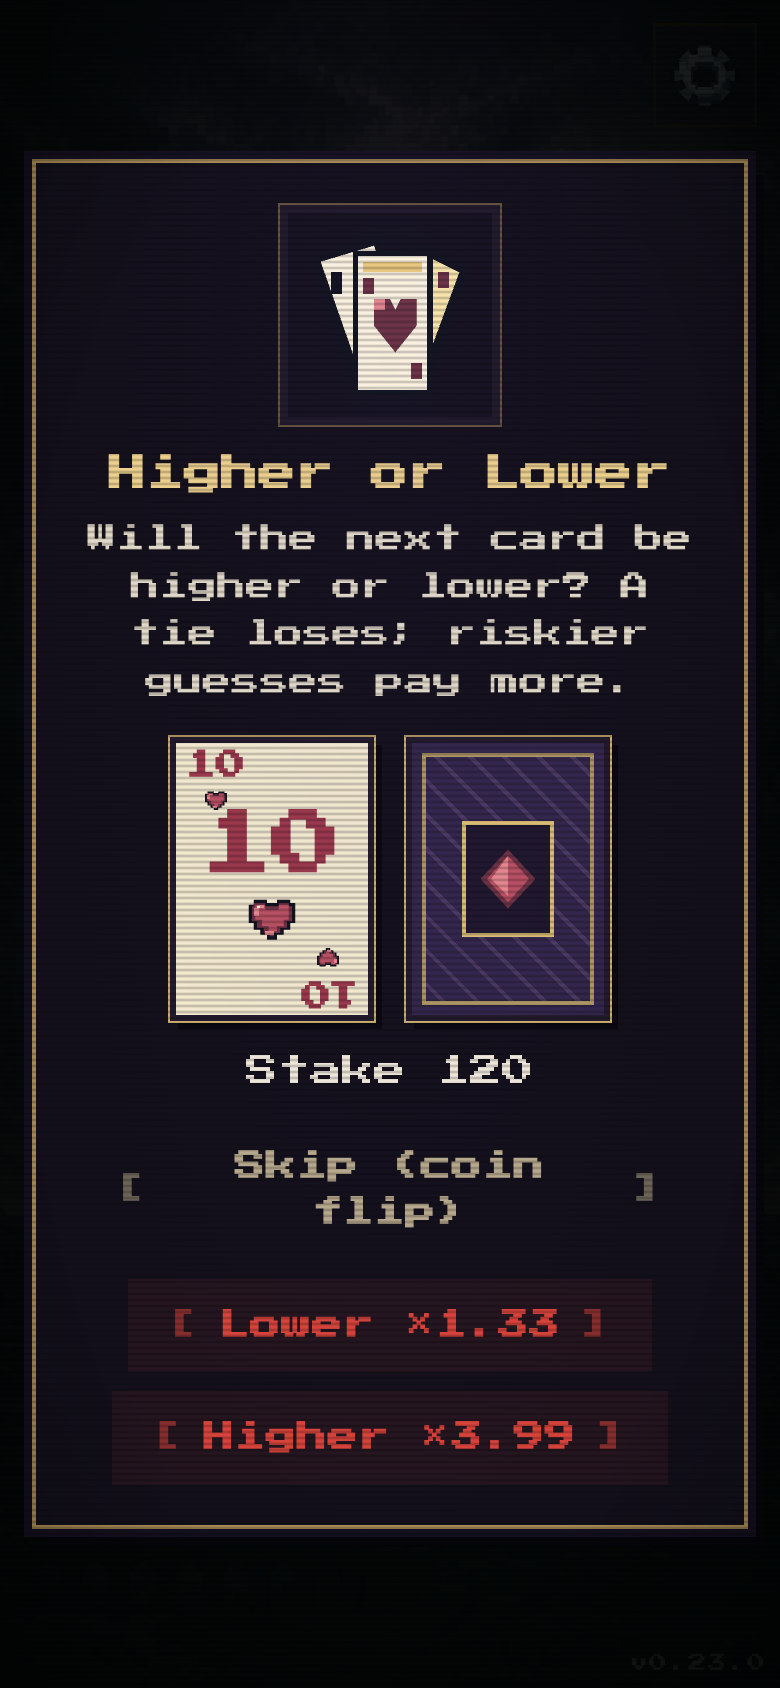 Higher or Lower
Will the next card be
higher or lower? A
tie loses; riskier
guesses pay more.
10
10
10
Stake 120
[ Skip (coin
flip) ]
[ Lower ×1.33 ]
[ Higher ×3.99 ]
v0.23.0